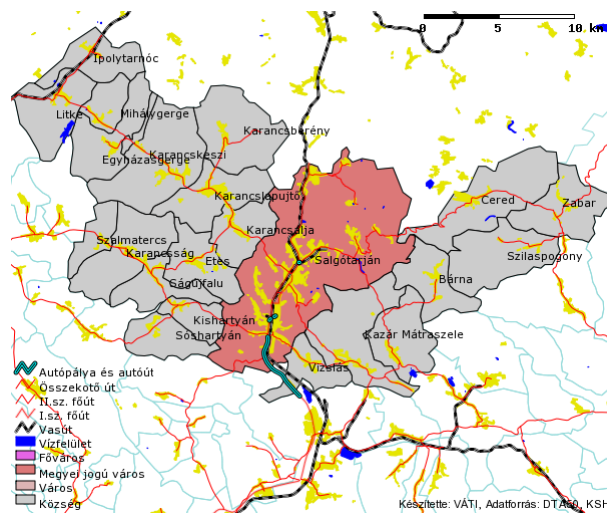 0 5 10 km
Ipolytarnóc
Litke
Mihálygerge
Karancsberény
Karancskeszi
Egyházasgerge
Karancslapujtő
Cered
Zabar
Karancsalja
Szalmatercs
Karancsság
Etes
Salgótarján
Szilaspogony
Bárna
Ságújfalu
Kishartyán
Sóshartyán
Kazár Mátraszele
Vizslás
Autópálya és autóút
Összekotő út
II.sz. főút
I.sz. főút
Vasút
Vízfelület
Főváros
Megyei jogú város
Város
Község
Készítette: VÁTI, Adatforrás: DTA50, KSH